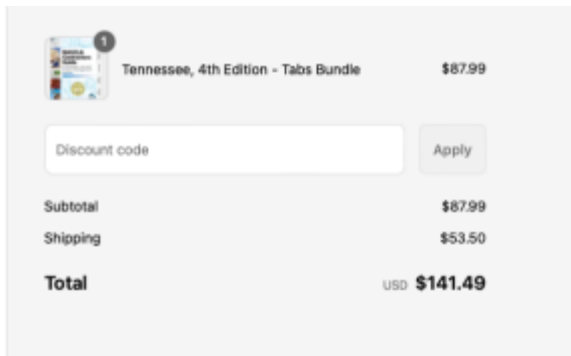 1
Tennessee, 4th Edition - Tabs Bundle $87.99
Discount code Apply
Subtotal $87.99
Shipping $53.50
Total USD $141.49